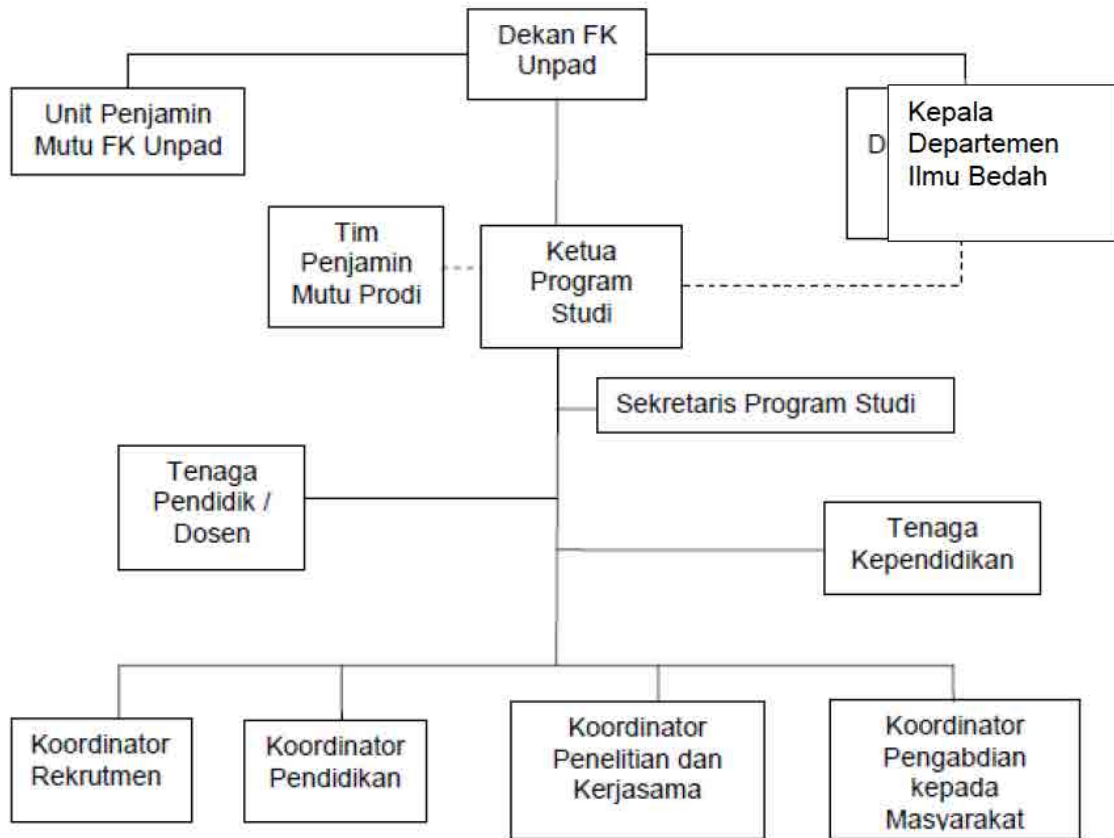 Dekan FK
Unpad
Unit Penjamin
Mutu FK Unpad
D
Kepala
Departemen
Ilmu Bedah
Tim
Penjamin
Mutu Prodi
Ketua
Program
Studi
Sekretaris Program Studi
Tenaga
Pendidik /
Dosen
Tenaga
Kependidikan
Koordinator
Rekrutmen
Koordinator
Pendidikan
Koordinator
Penelitian dan
Kerjasama
Koordinator
Pengabdian
kepada
Masyarakat